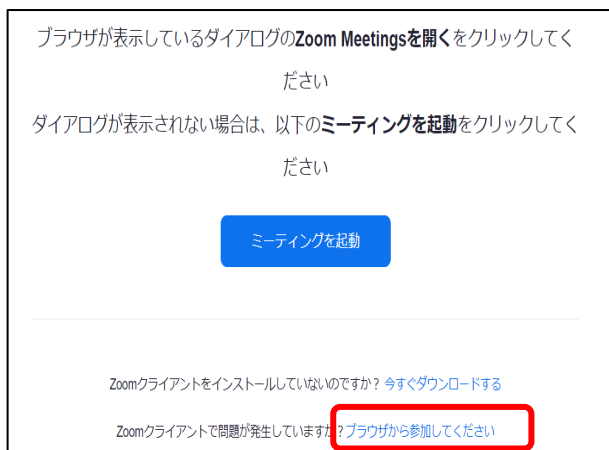 ブラウザが表示しているダイアログのZoom Meetingsを開くをクリックしてく
ださい
ダイアログが表示されない場合は、以下のミーティングを起動をクリックしてく
ださい
ミーティングを起動
Zoomクライアントをインストールしていないのですか？今すぐダウンロードする
Zoomクライアントで問題が発生していますか？ブラウザから参加してください